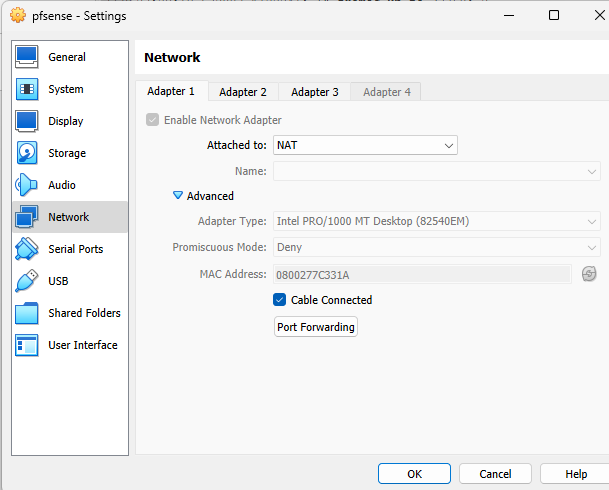 pfsense - Settings
General
System
Display
Storage
Audio
Network
Serial Ports
USB
Shared Folders
User Interface
Network
Adapter 1 Adapter 2 Adapter 3 Adapter 4
Enable Network Adapter
Attached to: NAT
Name:
Advanced
Adapter Type: Intel PRO/1000 MT Desktop (82540EM)
Promiscuous Mode: Deny
MAC Address: 0800277C331A
Cable Connected
Port Forwarding
OK Cancel Help